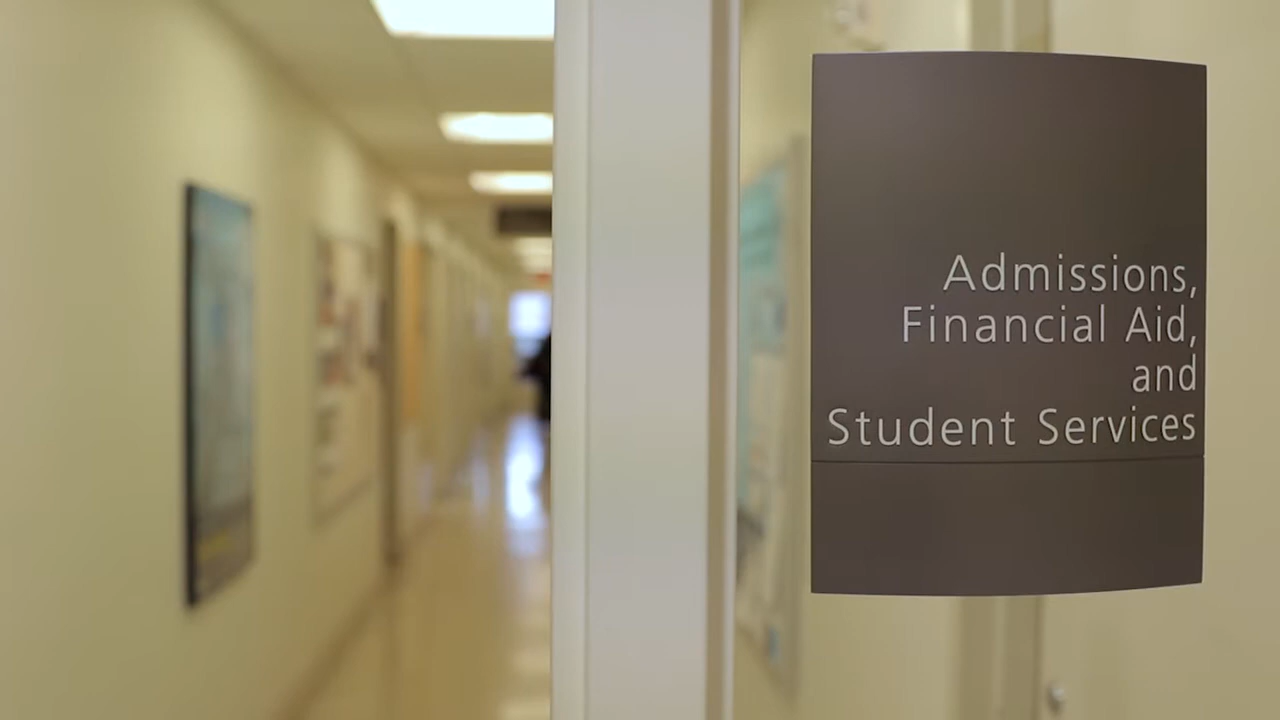 Admissions,
Financial Aid,
and
Student Services